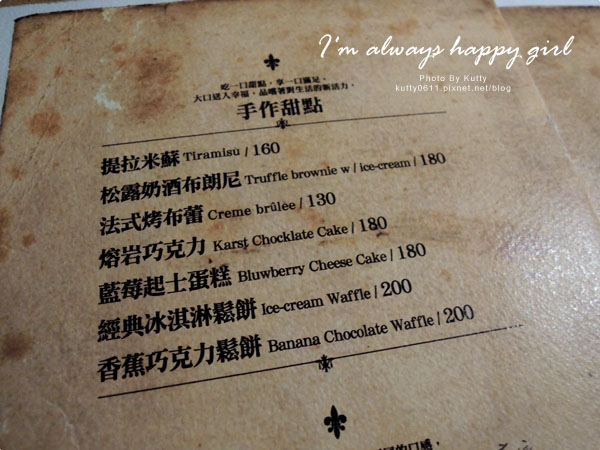 I'm always happy girl
Photo By Kutty
kutty0611.pixnet.net/blog
吃一口甜點，享一口滿足。
大口送入幸福，品嚐著對生活的新活力。
手作甜點
提拉米蘇 Tiramisu / 160
松露奶酒布朗尼 Truffle brownie w / ice-cream / 180
法式烤布蕾 Creme brûlée / 130
熔岩巧克力 Karst Chocklate Cake / 180
藍莓起士蛋糕 Bluwberry Cheese Cake / 180
經典冰淇淋鬆餅 Ice-cream Waffle / 200
香蕉巧克力鬆餅 Banana Chocolate Waffle / 200
的口感，